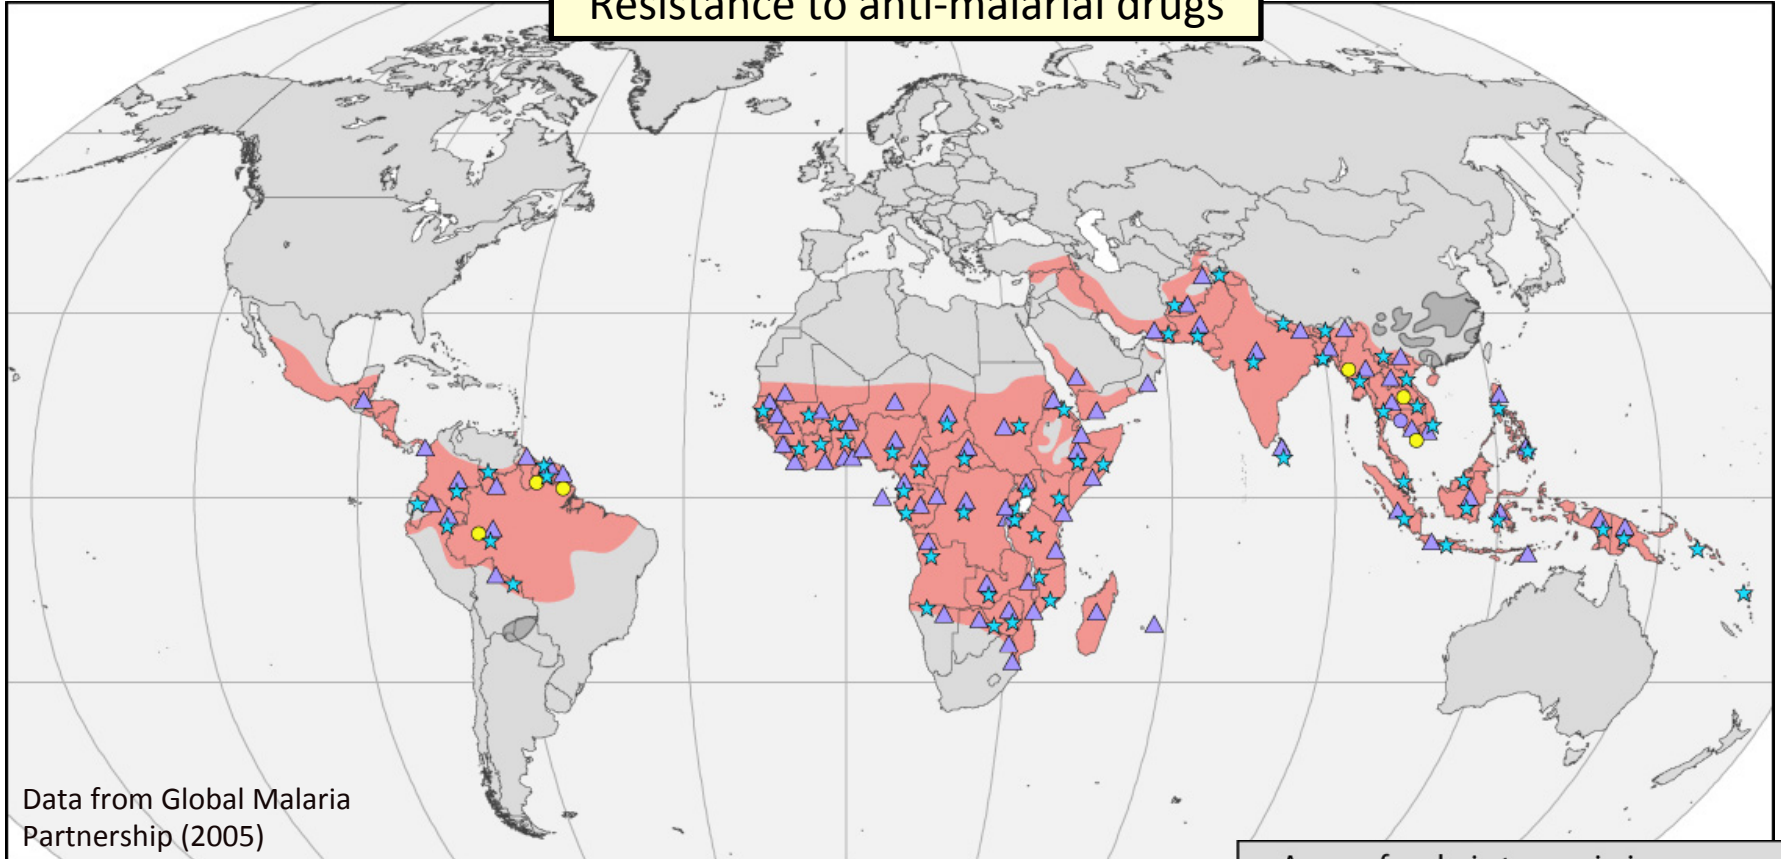 Resistance to anti-malarial drugs
Data from Global Malaria
Partnership (2005)